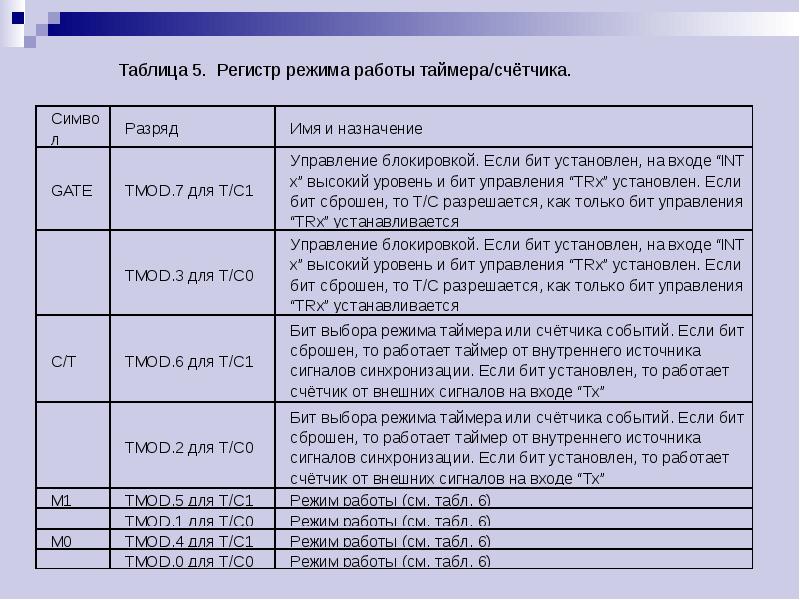 Таблица 5.  Регистр режима работы таймера/счётчика.
Симво
л
Разряд
Имя и назначение
GATE
TMOD.7 для T/C1
Управление блокировкой. Если бит установлен, на входе “INT
x” высокий уровень и бит управления “TRx” установлен. Если
бит сброшен, то T/C разрешается, как только бит управления
“TRx” устанавливается
TMOD.3 для T/C0
Управление блокировкой. Если бит установлен, на входе “INT
x” высокий уровень и бит управления “TRx” установлен. Если
бит сброшен, то T/C разрешается, как только бит управления
“TRx” устанавливается
C/T
TMOD.6 для T/C1
Бит выбора режима таймера или счётчика событий. Если бит
сброшен, то работает таймер от внутреннего источника
сигналов синхронизации. Если бит установлен, то работает
счётчик от внешних сигналов на входе “Tx”
TMOD.2 для T/C0
Бит выбора режима таймера или счётчика событий. Если бит
сброшен, то работает таймер от внутреннего источника
сигналов синхронизации. Если бит установлен, то работает
счётчик от внешних сигналов на входе “Tx”
M1
TMOD.5 для T/C1
Режим работы (см. табл. 6)
TMOD.1 для T/C0
Режим работы (см. табл. 6)
M0
TMOD.4 для T/C1
Режим работы (см. табл. 6)
TMOD.0 для T/C0
Режим работы (см. табл. 6)